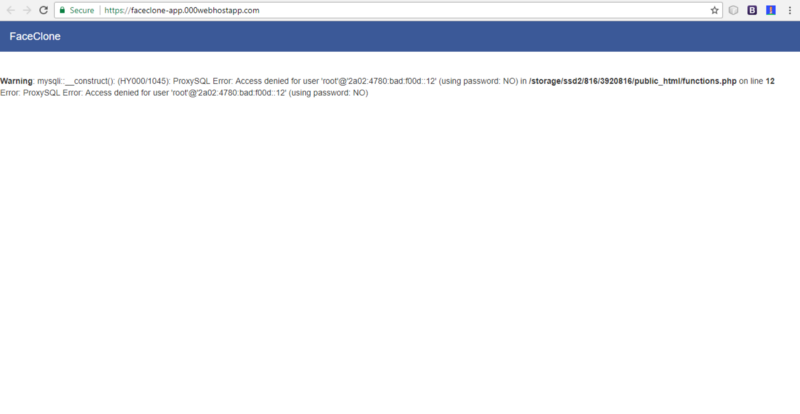 Secure https://faceclone-app.000webhostapp.com
FaceClone
Warning: mysqli::__construct(): (HY000/1045): ProxySQL Error: Access denied for user 'root'@'2a02:4780:bad:f00d::12' (using password: NO) in /storage/ssd2/816/3920816/public_html/functions.php on line 12
Error: ProxySQL Error: Access denied for user 'root'@'2a02:4780:bad:f00d::12' (using password: NO)